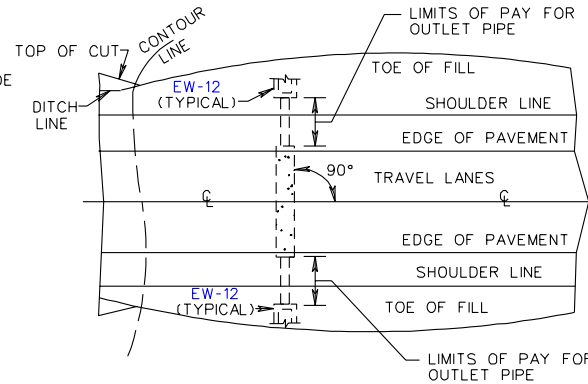 LIMITS OF PAY FOR
OUTLET PIPE
TOP OF CUT
CONTOUR
LINE
DE
DITCH
LINE
EW-12
(TYPICAL)
TOE OF FILL
SHOULDER LINE
EDGE OF PAVEMENT
90°
TRAVEL LANES
℄
℄
EDGE OF PAVEMENT
SHOULDER LINE
EW-12
(TYPICAL)
TOE OF FILL
LIMITS OF PAY FOR
OUTLET PIPE